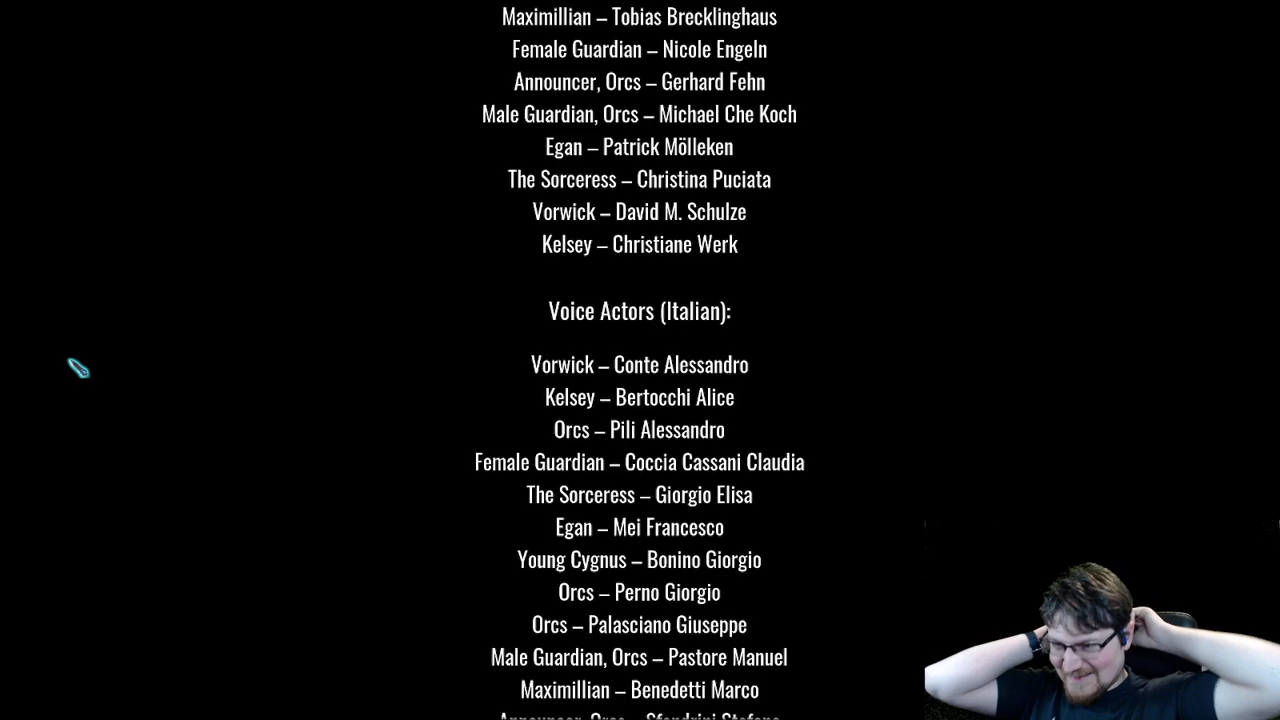 Maximillian – Tobias Brecklinghaus
Female Guardian – Nicole Engeln
Announcer, Orcs – Gerhard Fehn
Male Guardian, Orcs – Michael Che Koch
Egan – Patrick Mölleken
The Sorceress – Christina Puciata
Vorwick – David M. Schulze
Kelsey – Christiane Werk
Voice Actors (Italian):
Vorwick – Conte Alessandro
Kelsey – Bertocchi Alice
Orcs – Pili Alessandro
Female Guardian – Coccia Cassani Claudia
The Sorceress – Giorgio Elisa
Egan – Mei Francesco
Young Cygnus – Bonino Giorgio
Orcs – Perno Giorgio
Orcs – Palasciano Giuseppe
Male Guardian, Orcs – Pastore Manuel
Maximillian – Benedetti Marco
Announcer, Orcs –